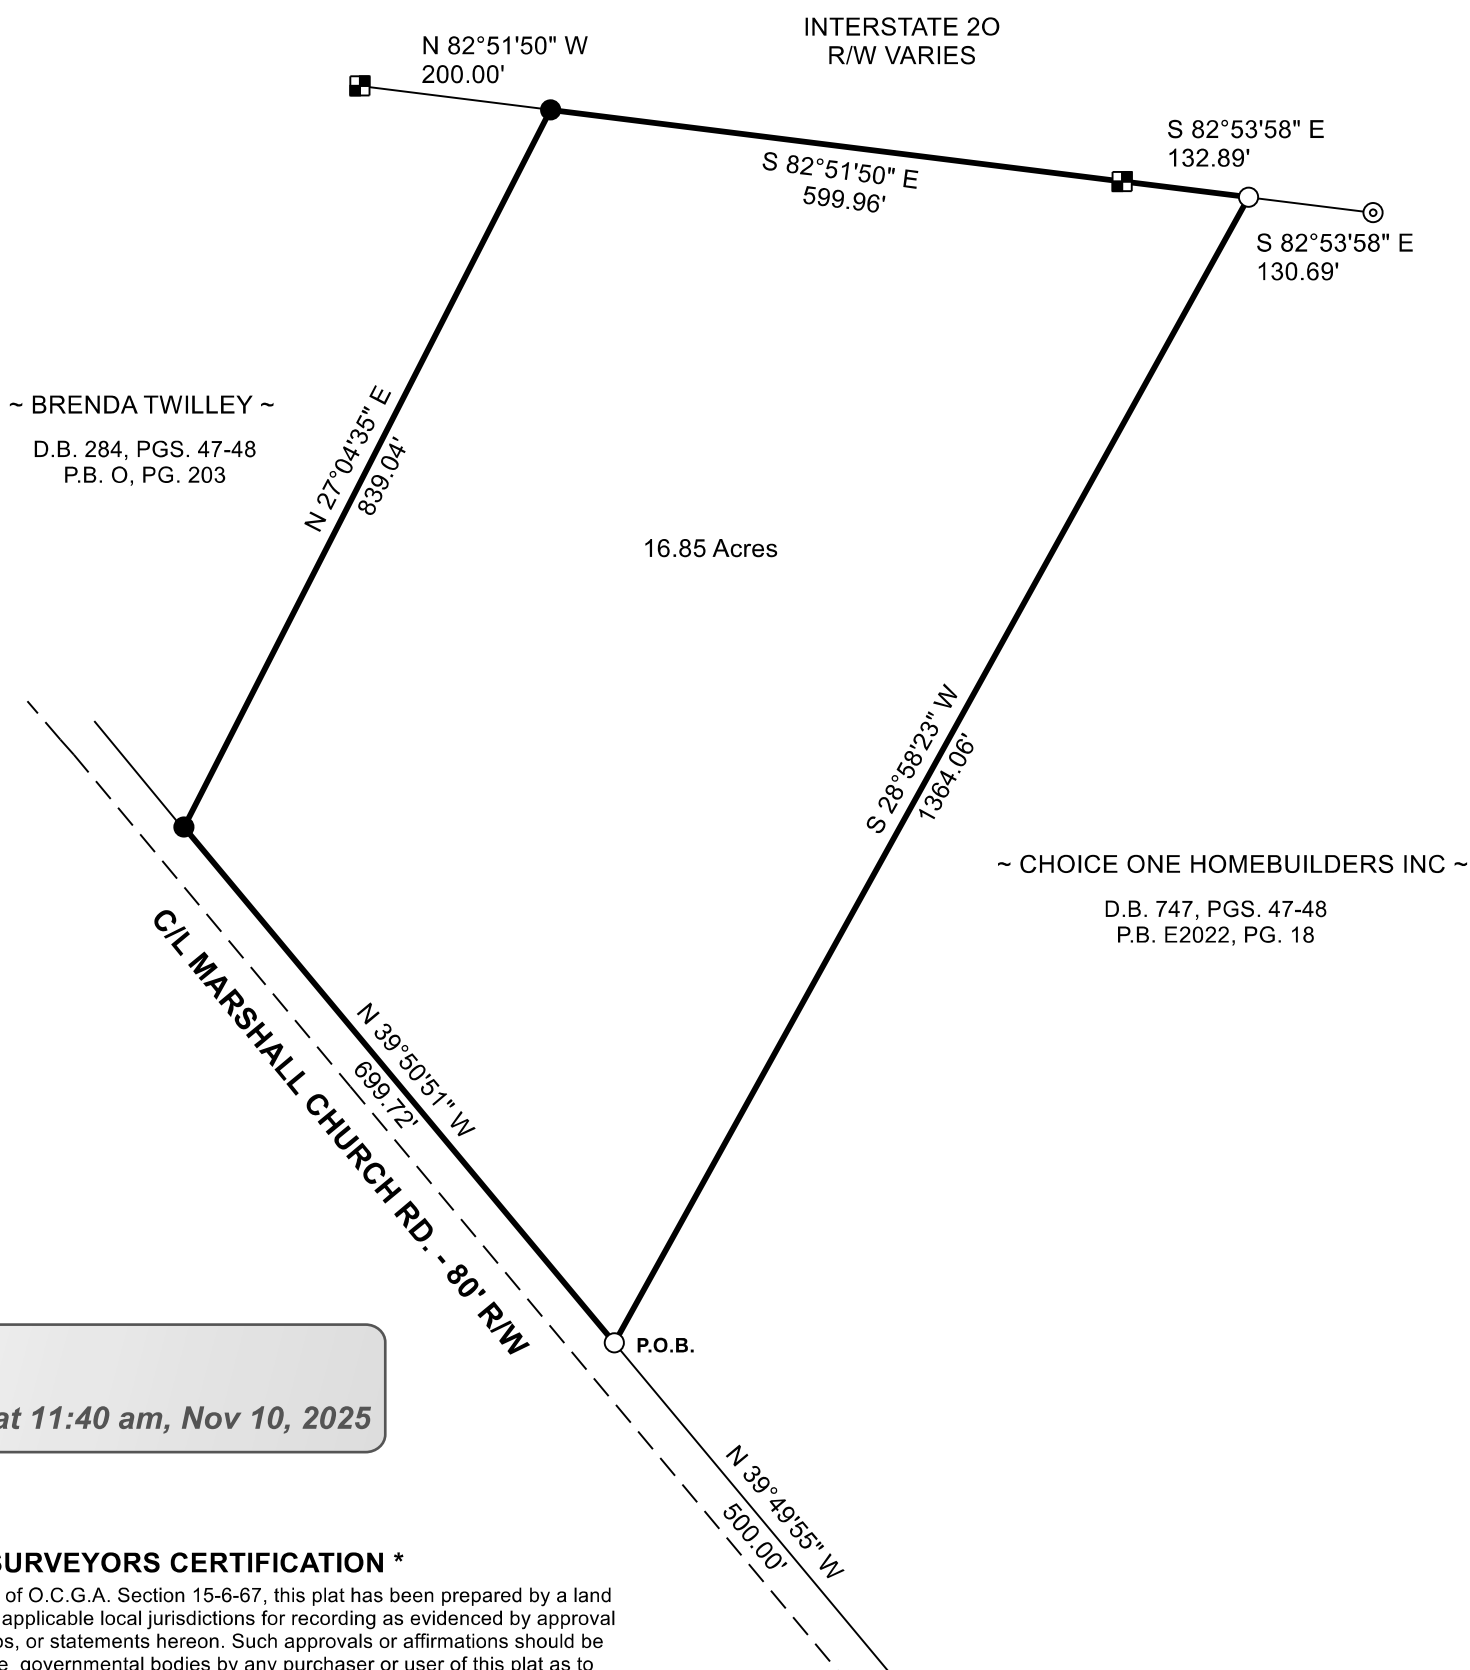 INTERSTATE 2O
R/W VARIES
N 82°51'50" W
200.00'
S 82°53'58" E
132.89'
S 82°51'50" E
599.96'
S 82°53'58" E
130.69'
~ BRENDA TWILLEY ~
D.B. 284, PGS. 47-48
P.B. O, PG. 203
N 27°04'35" E
839.04'
16.85 Acres
S 28°58'23" W
1364.06'
~ CHOICE ONE HOMEBUILDERS INC ~
D.B. 747, PGS. 47-48
P.B. E2022, PG. 18
C/L MARSHALL CHURCH RD. - 80' R/W
N 39°50'51" W
699.72'
P.O.B.
at 11:40 am, Nov 10, 2025
N 39°49'55" W
500.00'
SURVEYORS CERTIFICATION *
of O.C.G.A. Section 15-6-67, this plat has been prepared by a land
applicable local jurisdictions for recording as evidenced by approval
or statements hereon. Such approvals or affirmations should be
governmental bodies by any purchaser or user of this plat as to